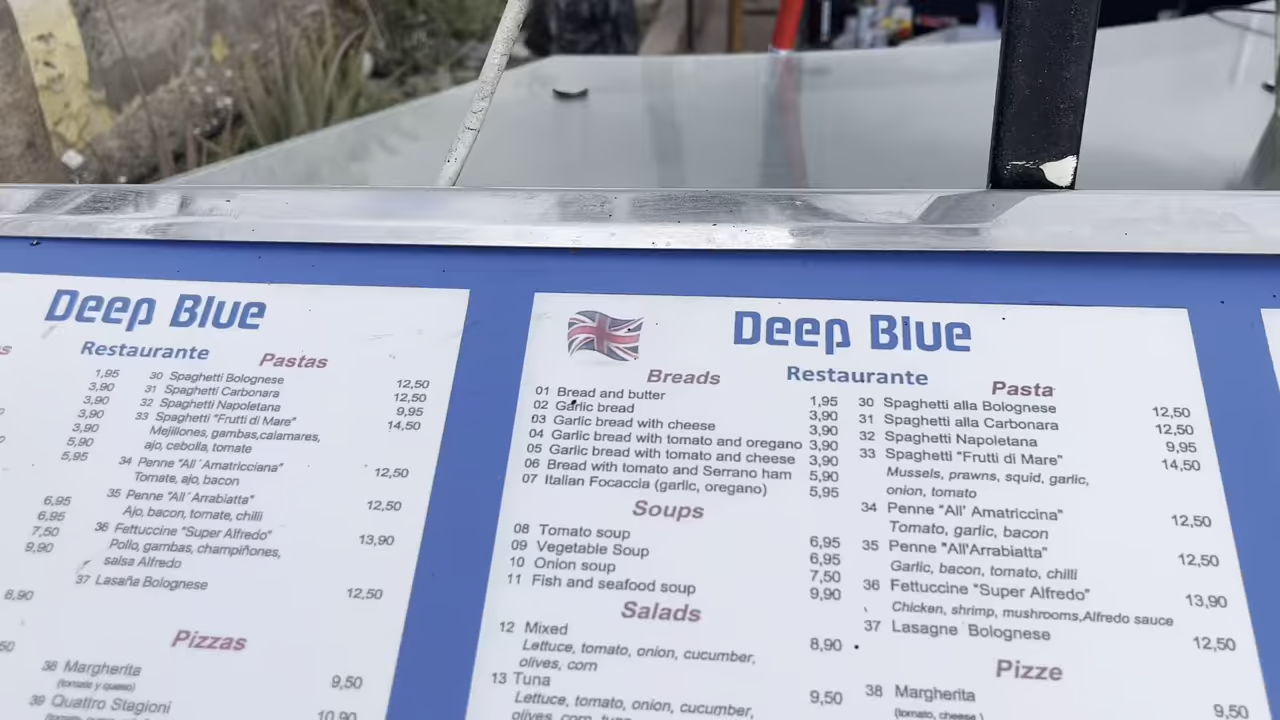 Deep Blue
Restaurante
Pastas
1,95
3,90
3,90
3,90
3,90
5,90
5,95
6,95
6,95
7,50
9,90
8,90
30 Spaghetti Bolognese 12,50
31 Spaghetti Carbonara 12,50
32 Spaghetti Napoletana 9,95
33 Spaghetti "Frutti di Mare" 14,50
Mejillones, gambas,calamares,
ajo, cebolla, tomate
34 Penne "All´Amatricciana" 12,50
Tomate, ajo, bacon
35 Penne "All´Arrabiatta" 12,50
Ajo, bacon, tomate, chilli
36 Fettuccine "Super Alfredo" 13,90
Pollo, gambas, champiñones,
salsa Alfredo
37 Lasaña Bolognese 12,50
Pizzas
38 Margherita 9,50
(tomate y queso)
39 Quattro Stagioni 10,90
Deep Blue
Restaurante
Breads
01 Bread and butter 1,95
02 Garlic bread 3,90
03 Garlic bread with cheese 3,90
04 Garlic bread with tomato and oregano 3,90
05 Garlic bread with tomato and cheese 3,90
06 Bread with tomato and Serrano ham 5,90
07 Italian Focaccia (garlic, oregano) 5,95
Soups
08 Tomato soup 6,95
09 Vegetable Soup 6,95
10 Onion soup 7,50
11 Fish and seafood soup 9,90
Salads
12 Mixed 8,90
Lettuce, tomato, onion, cucumber,
olives, corn
13 Tuna 9,50
Lettuce, tomato, onion, cucumber,
olives, corn, tuna
Pasta
30 Spaghetti alla Bolognese 12,50
31 Spaghetti alla Carbonara 12,50
32 Spaghetti Napoletana 9,95
33 Spaghetti "Frutti di Mare" 14,50
Mussels, prawns, squid, garlic,
onion, tomato
34 Penne "All' Amatriccina" 12,50
Tomato, garlic, bacon
35 Penne "All'Arrabiatta" 12,50
Garlic, bacon, tomato, chilli
36 Fettuccine "Super Alfredo" 13,90
Chicken, shrimp, mushrooms,Alfredo sauce
37 Lasagne Bolognese 12,50
Pizze
38 Margherita 9,50
(tomato, cheese)